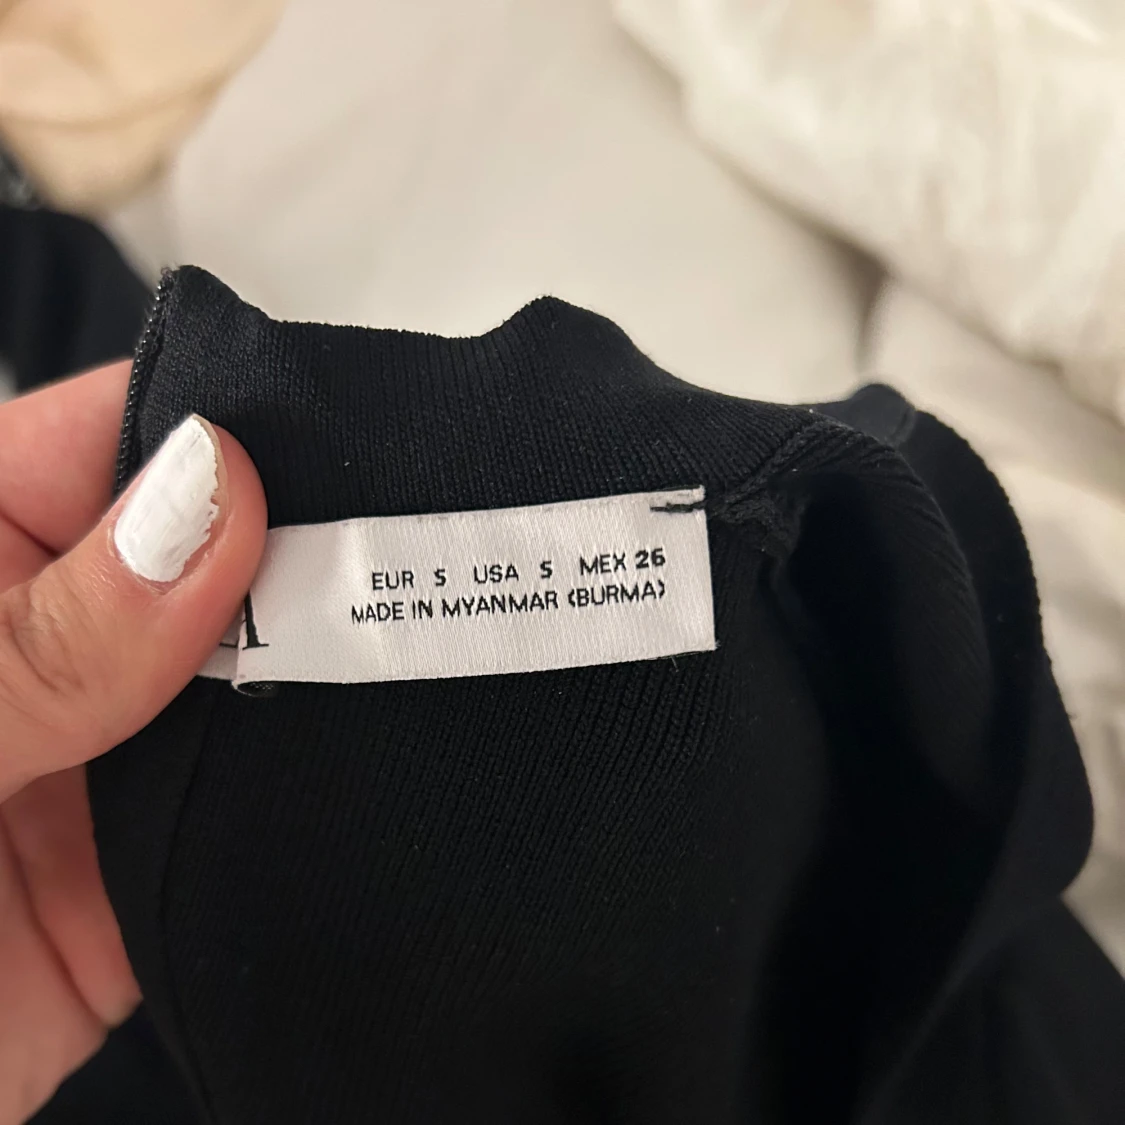 EUR S USA S MEX 26
MADE IN MYANMAR (BURMA)